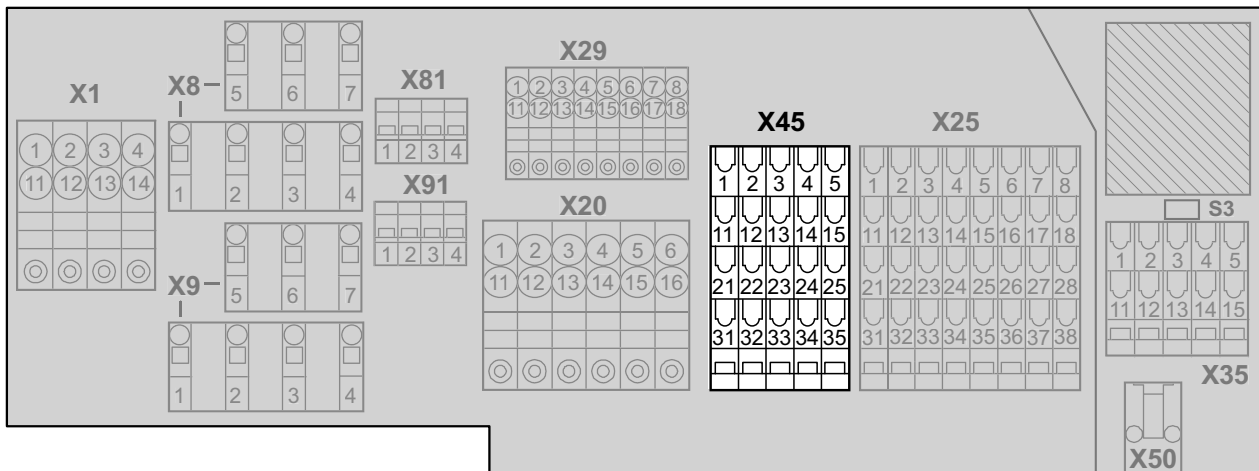 X1
1 2 3 4
11 12 13 14
X8
5 6 7
1 2 3 4
X9
5 6 7
1 2 3 4
X81
1 2 3 4
X91
1 2 3 4
X29
1 2 3 4 5 6 7 8
11 12 13 14 15 16 17 18
X20
1 2 3 4 5 6
11 12 13 14 15 16
X45
1 2 3 4 5
11 12 13 14 15
21 22 23 24 25
31 32 33 34 35
X25
1 2 3 4 5 6 7 8
11 12 13 14 15 16 17 18
21 22 23 24 25 26 27 28
31 32 33 34 35 36 37 38
S3
1 2 3 4 5
11 12 13 14 15
X35
X50